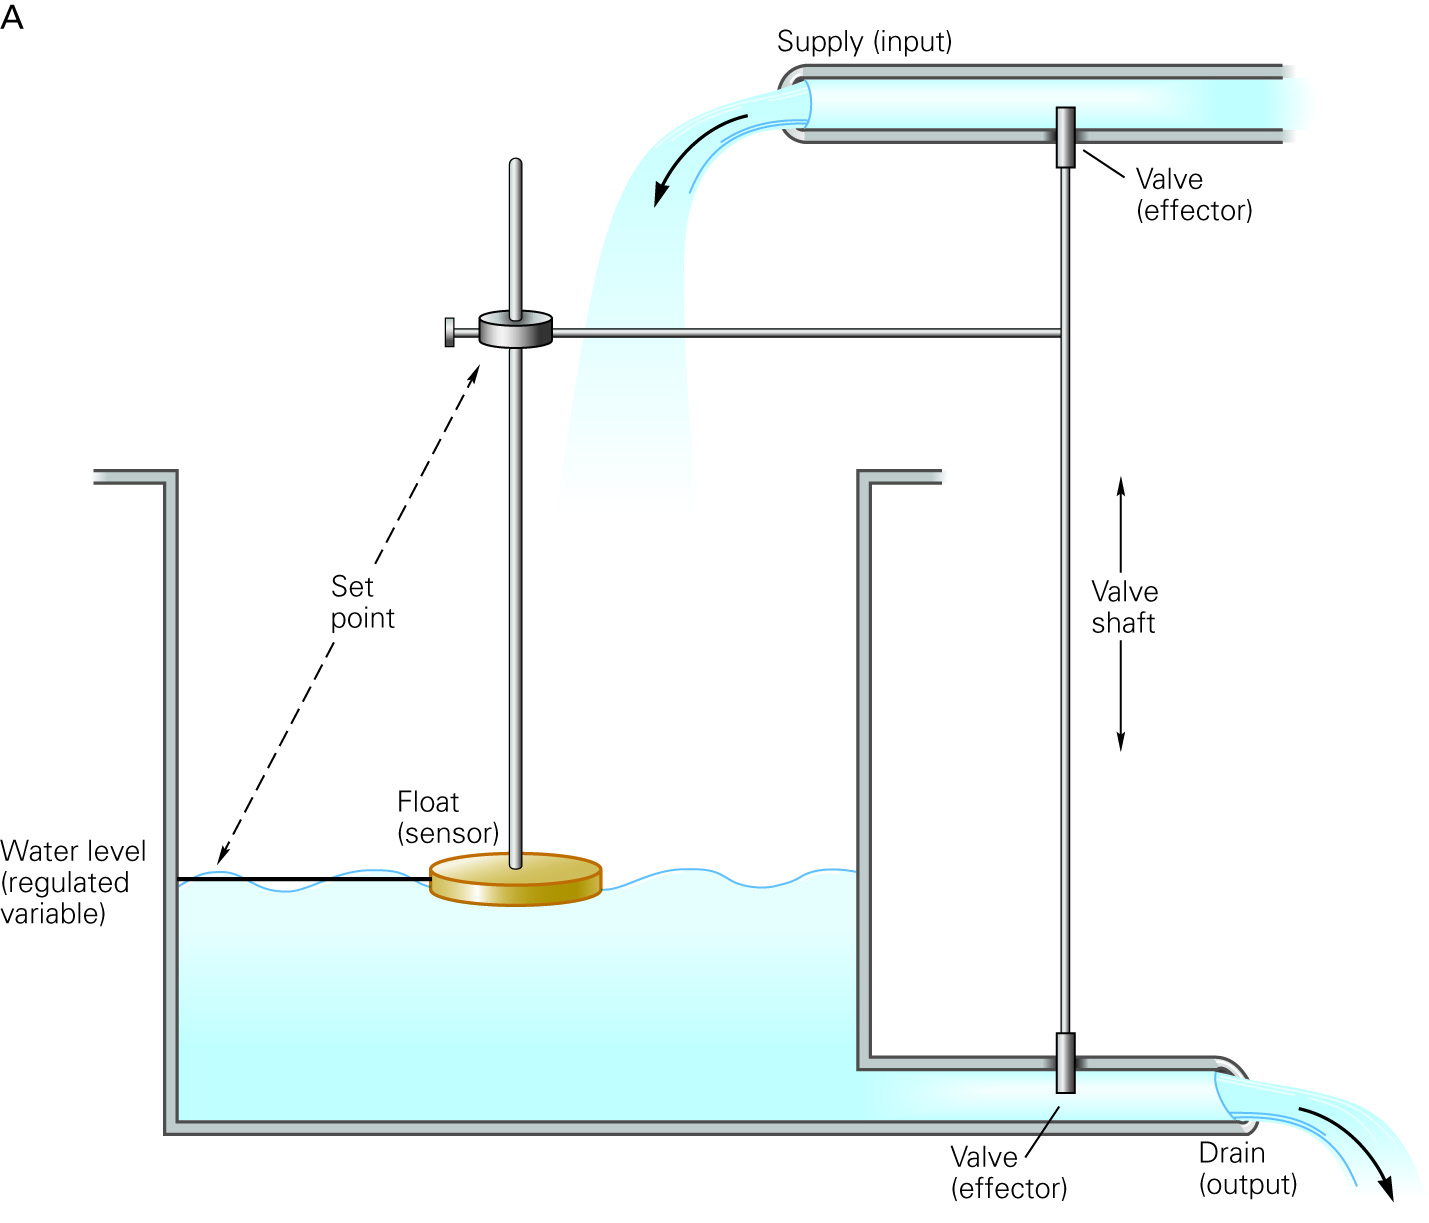 A
Supply (input)
Valve
(effector)
Set
point
Valve
shaft
Float
(sensor)
Water level
(regulated
variable)
Valve
(effector)
Drain
(output)